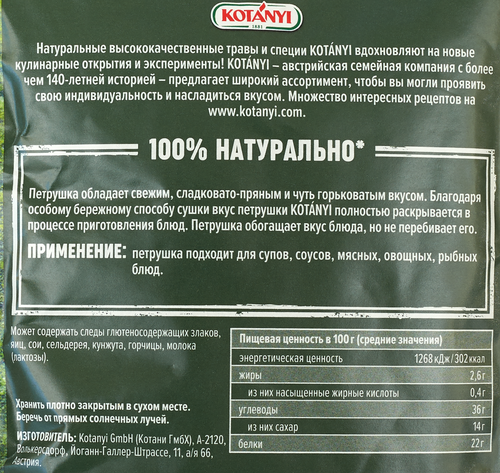 KOTÁNYI
1881
Натуральные высококачественные травы и специи KOTÁNYI вдохновляют на новые
кулинарные открытия и эксперименты! KOTÁNYI – австрийская семейная компания с более
чем 140-летней историей – предлагает широкий ассортимент, чтобы вы могли проявить
свою индивидуальность и насладиться вкусом. Множество интересных рецептов на
www.kotanyi.com.
100% НАТУРАЛЬНО*
Петрушка обладает свежим, сладковато-пряным и чуть горьковатым вкусом. Благодаря
особому бережному способу сушки вкус петрушки KOTÁNYI полностью раскрывается в
процессе приготовления блюд. Петрушка обогащает вкус блюда, но не перебивает его.
ПРИМЕНЕНИЕ: петрушка подходит для супов, соусов, мясных, овощных, рыбных
блюд.
Может содержать следы глютеносодержащих злаков,
яиц, сои, сельдерея, кунжута, горчицы, молока
(лактозы).
Хранить плотно закрытым в сухом месте.
Беречь от прямых солнечных лучей.
ИЗГОТОВИТЕЛЬ: Kotanyi GmbH (Котани ГмбХ), А-2120,
Волькерсдорф, Йоганн-Галлер-Штрассе, 11, а/я 66,
Австрия.
Пищевая ценность в 100 г (средние значения)
энергетическая ценность 1268 кДж/302 ккал
жиры 2,6 г
из них насыщенные жирные кислоты 0,4 г
углеводы 36 г
из них сахар 14 г
белки 22 г